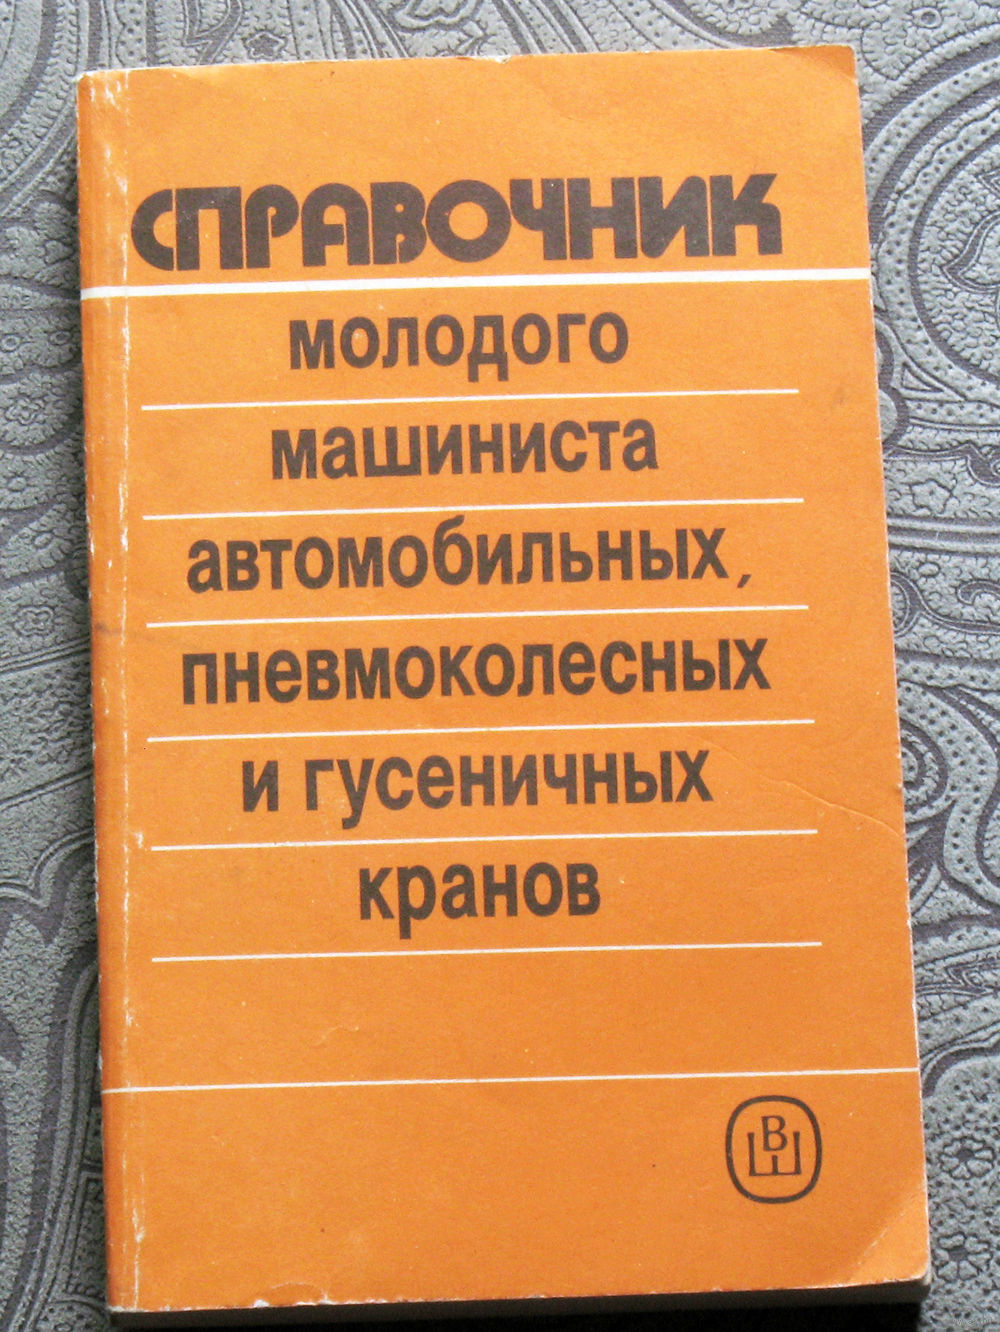 СПРАВОЧНИК
молодого
машиниста
автомобильных,
пневмоколесных
и гусеничных
кранов
ВШ